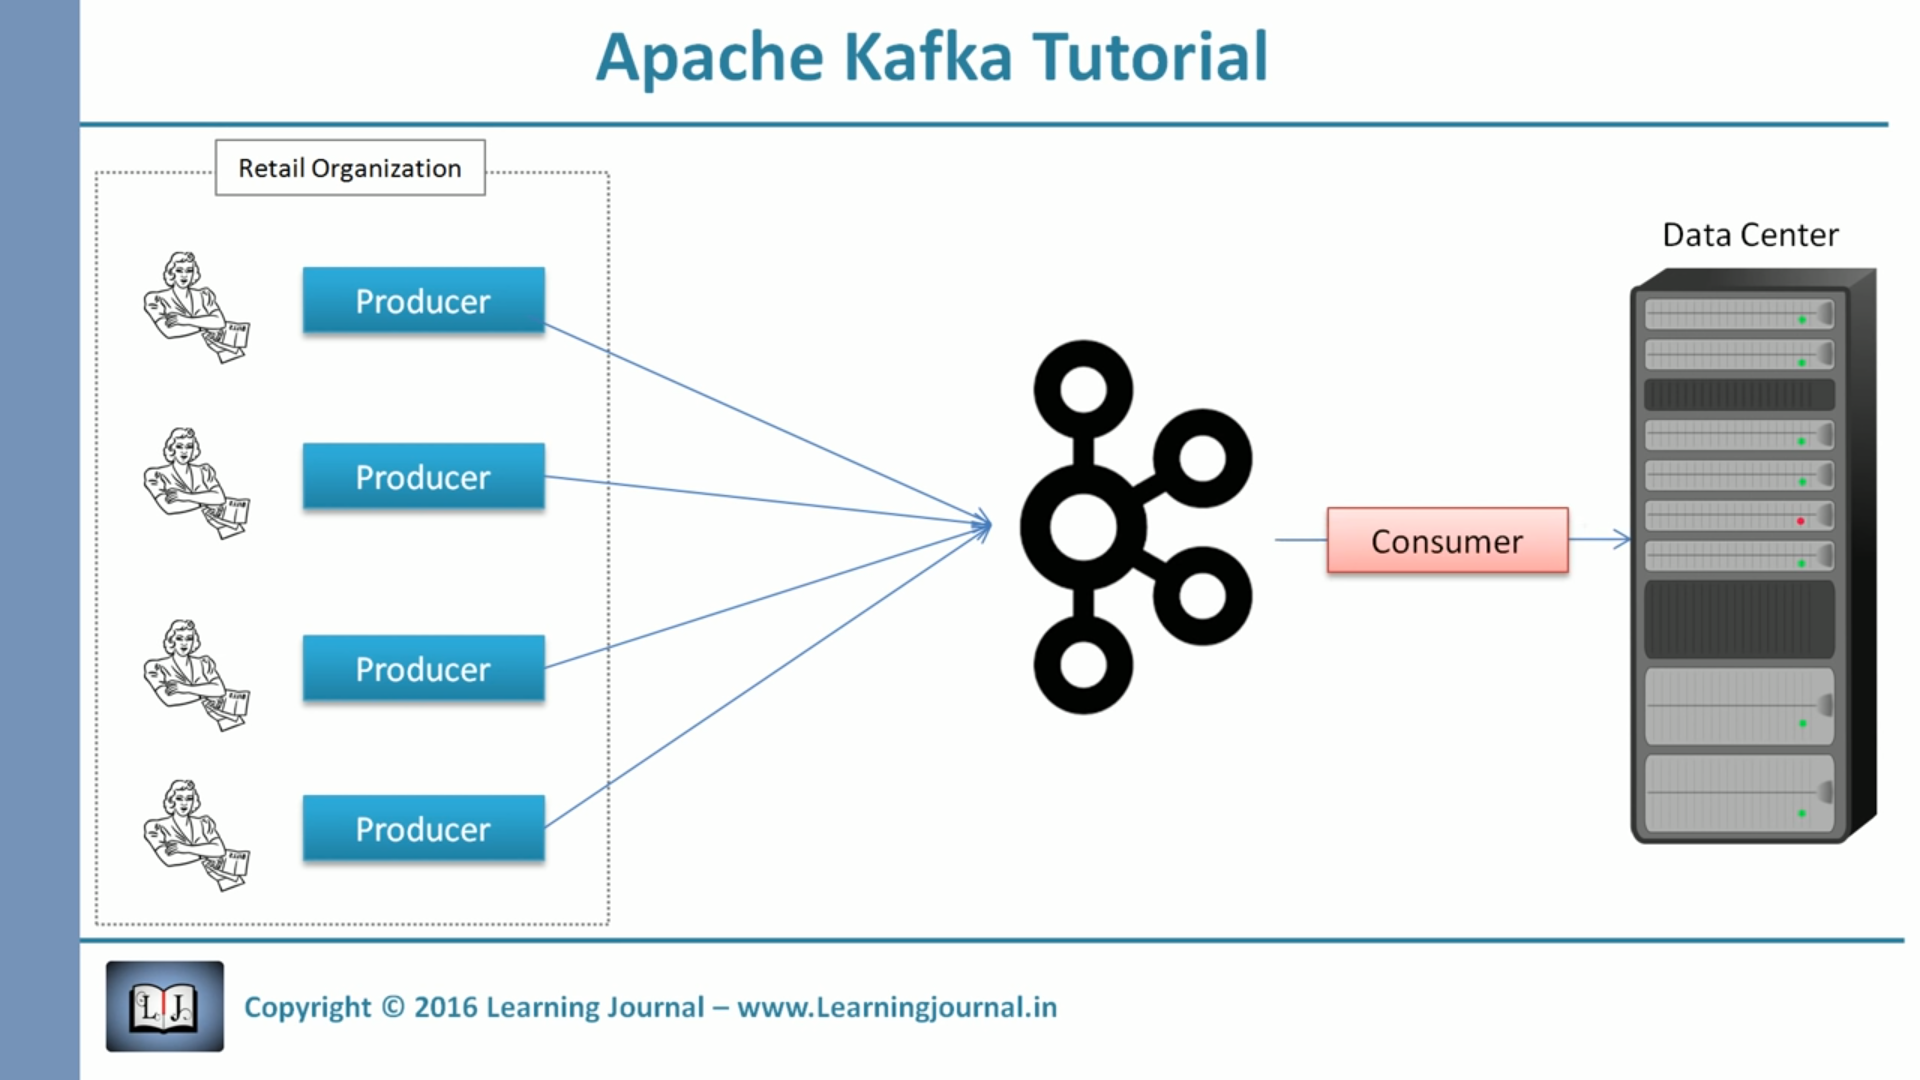 Apache Kafka Tutorial
Retail Organization
Data Center
Producer
Producer
Consumer
Producer
Producer
L J
Copyright © 2016 Learning Journal – www.Learningjournal.in